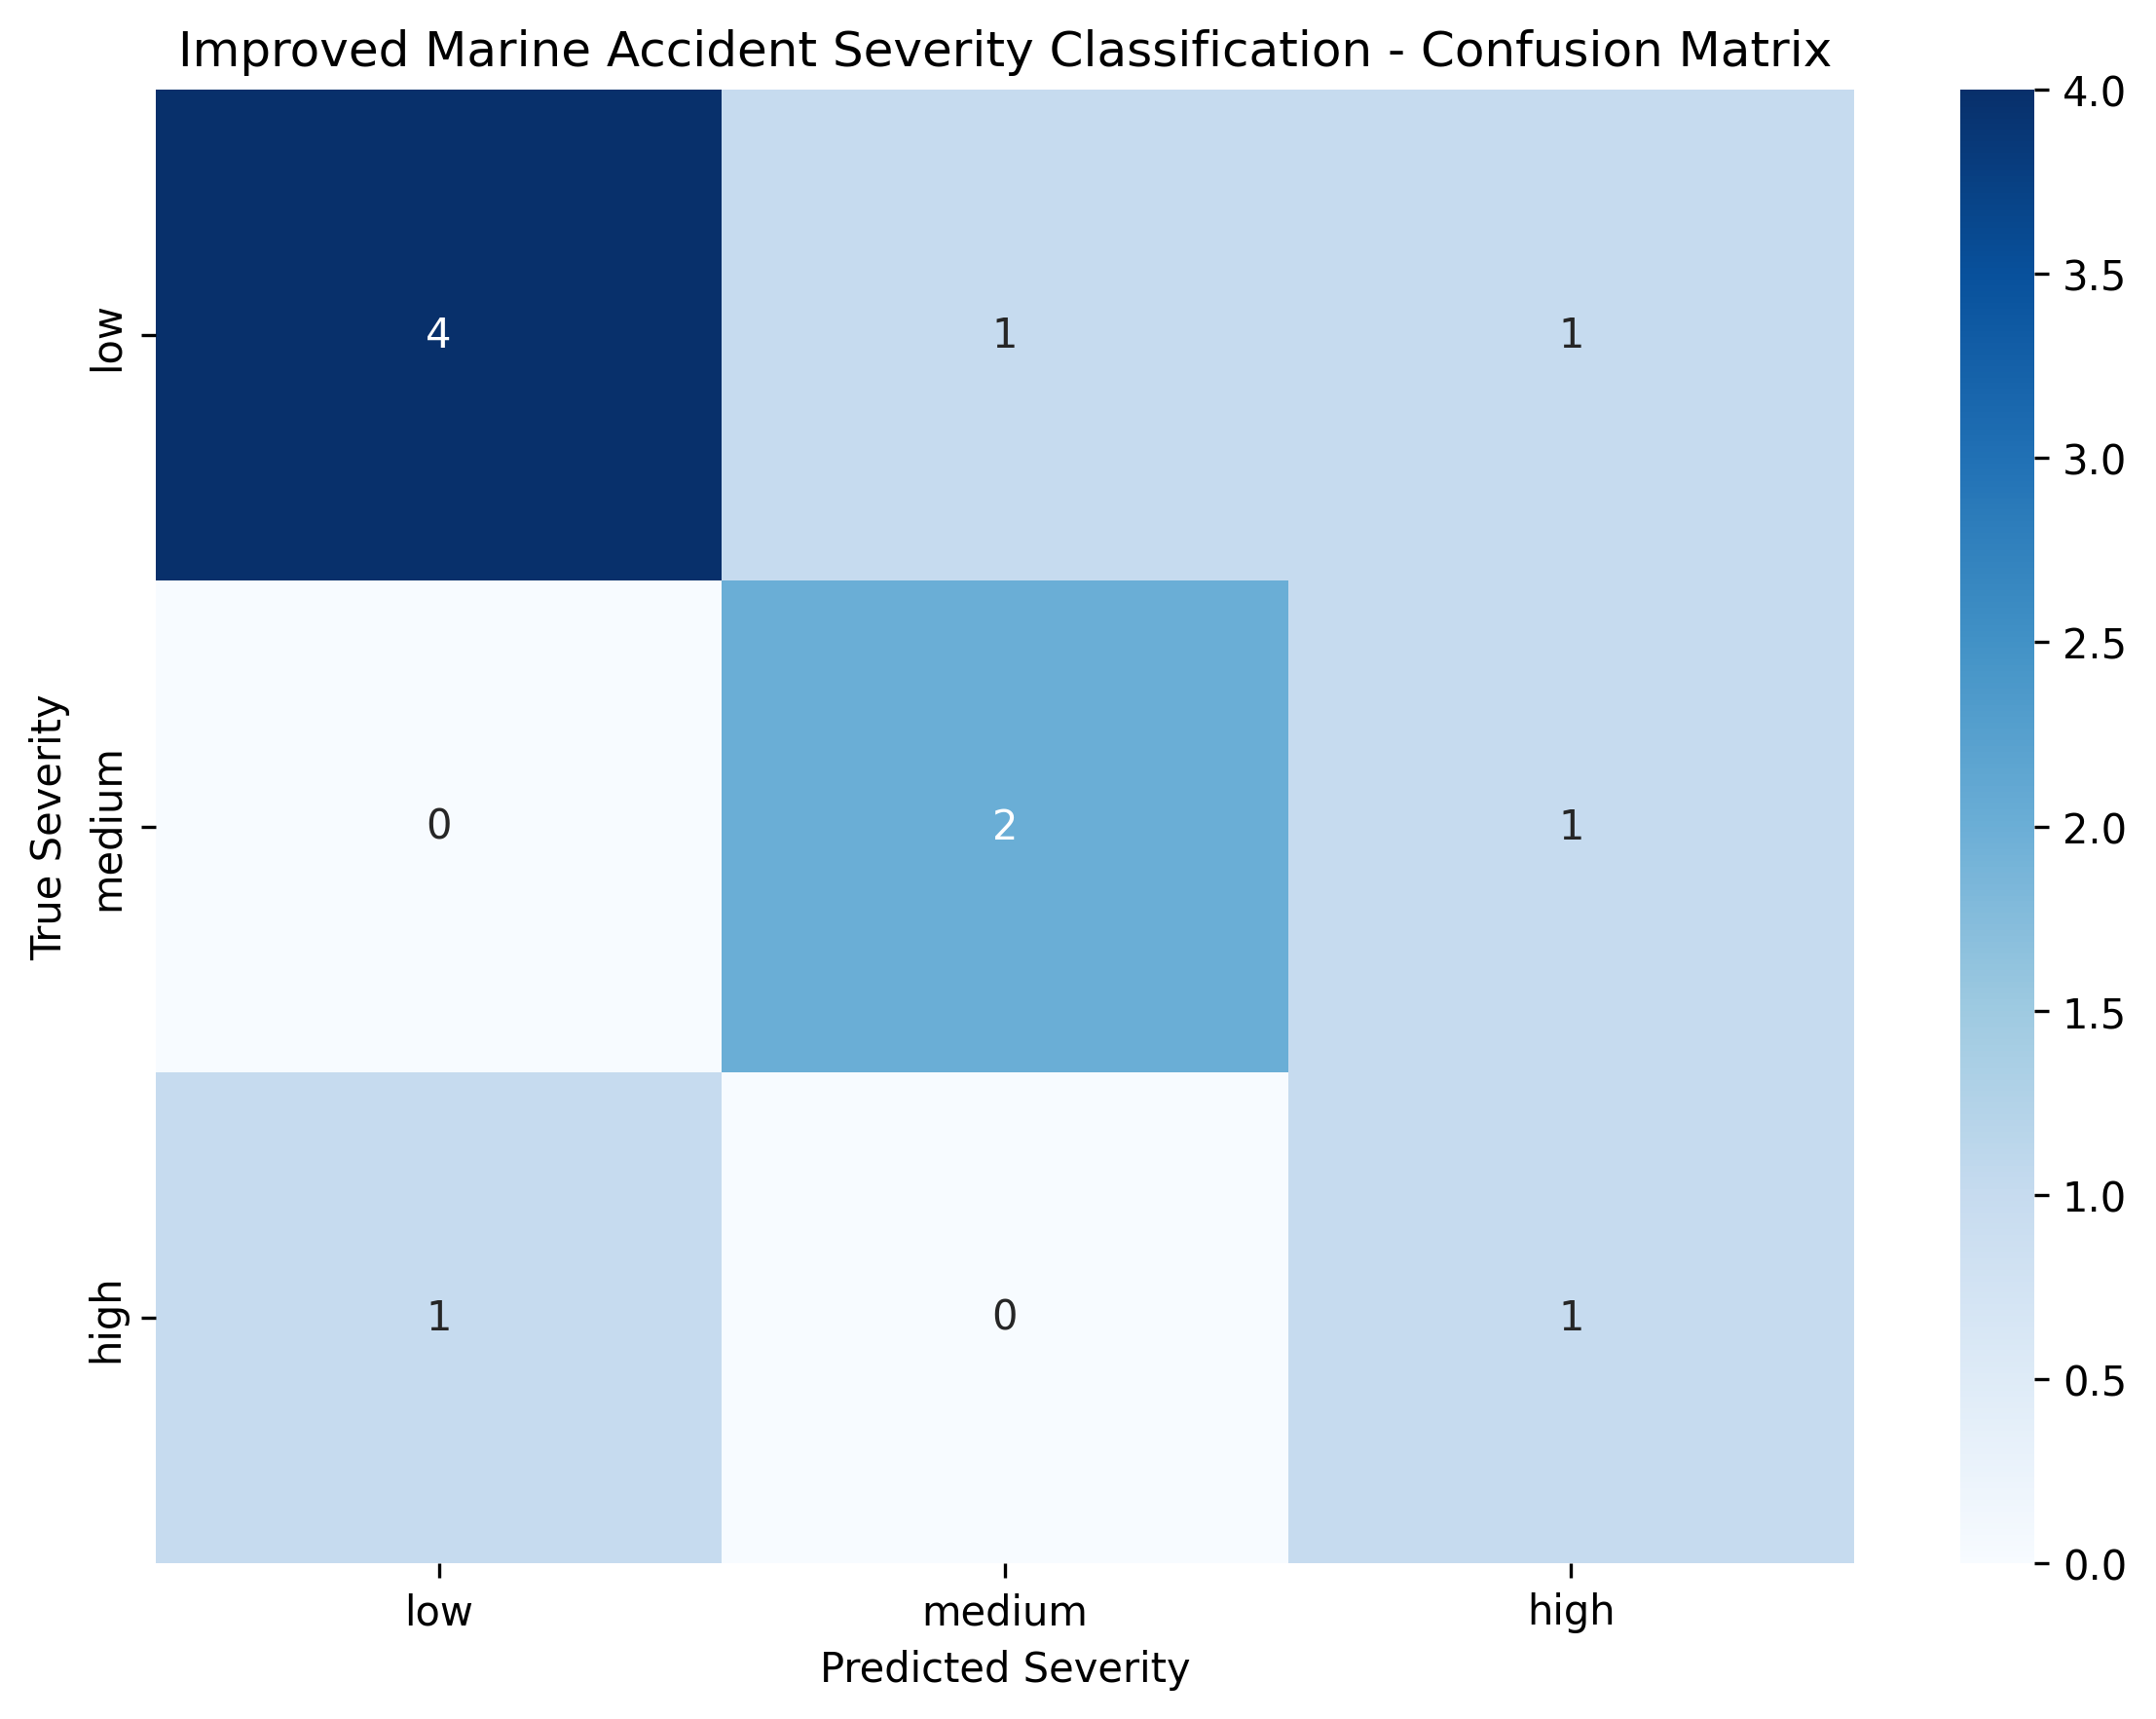 Improved Marine Accident Severity Classification - Confusion Matrix
True Severity
low
medium
high
4 1 1
0 2 1
1 0 1
low medium high
Predicted Severity
4.0
3.5
3.0
2.5
2.0
1.5
1.0
0.5
0.0